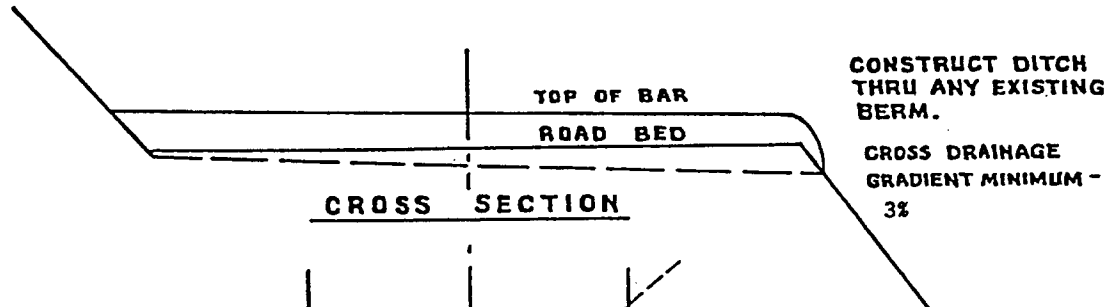 TOP OF BAR
ROAD BED
CROSS SECTION
CONSTRUCT DITCH
THRU ANY EXISTING
BERM.
CROSS DRAINAGE
GRADIENT MINIMUM -
3%